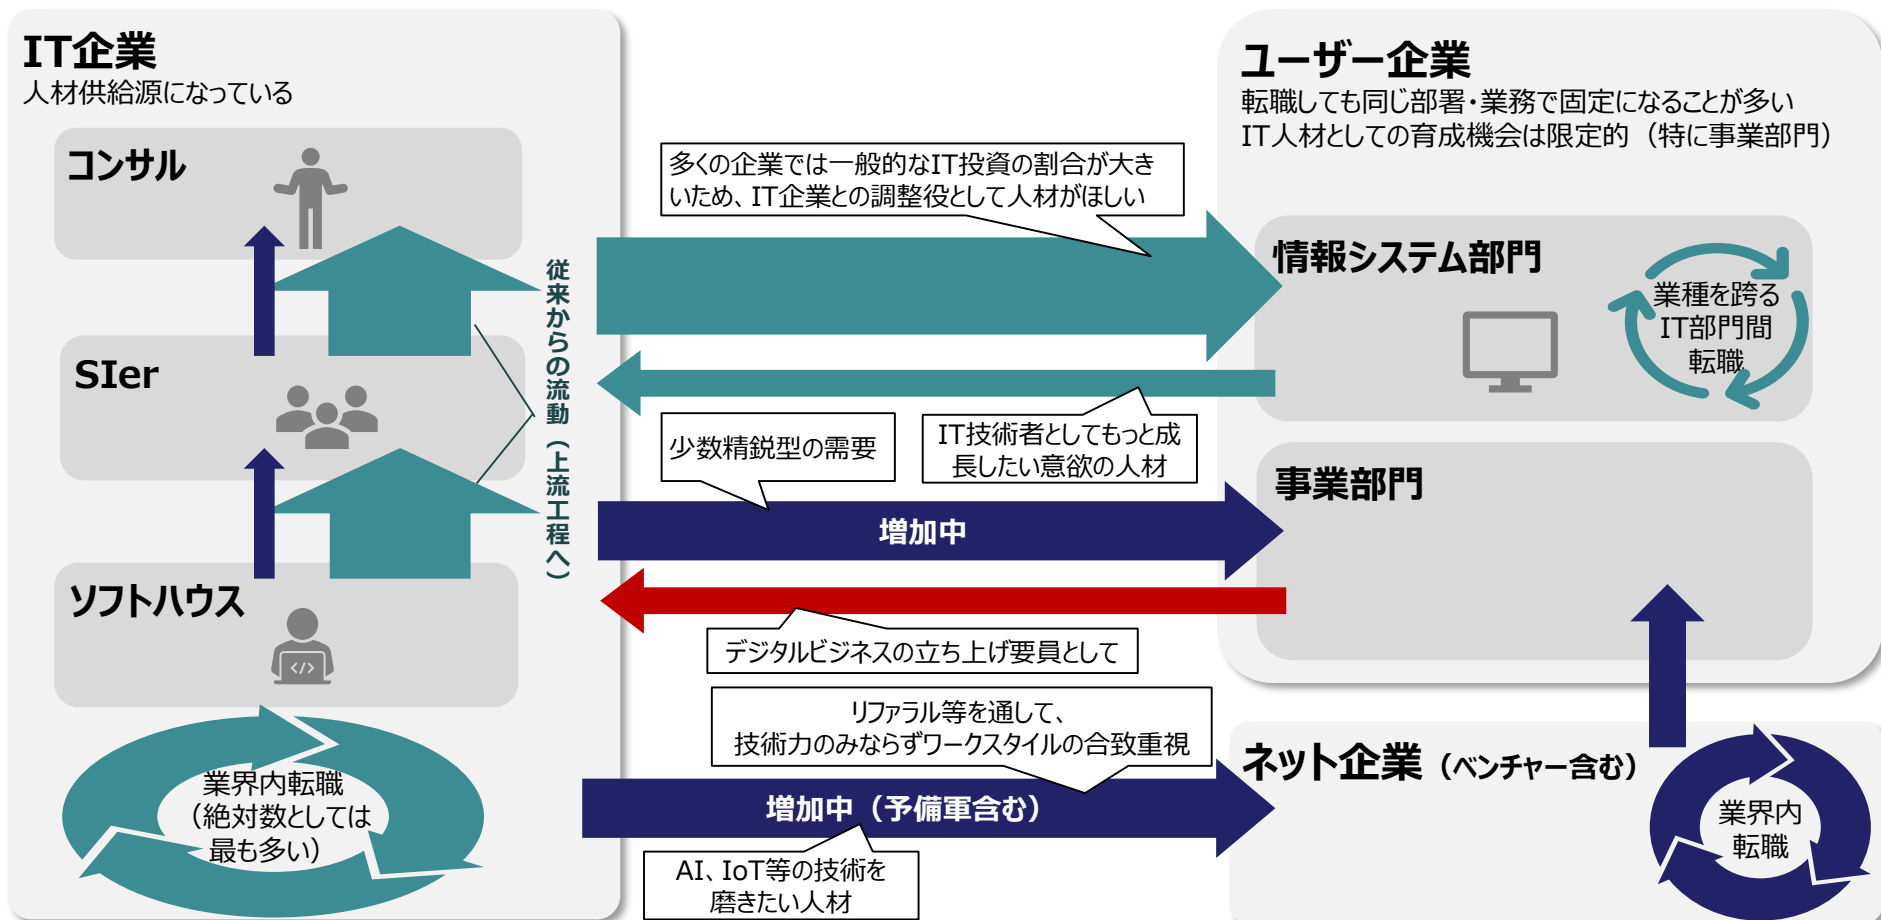 IT企業
人材供給源になっている
コンサル
SIer
ソフトハウス
従来からの流動（上流工程へ）
業界内転職
（絶対数としては
最も多い）
多くの企業では一般的なIT投資の割合が大き
いため、IT企業との調整役として人材がほしい
少数精鋭型の需要
IT技術者としてもっと成
長したい意欲の人材
増加中
デジタルビジネスの立ち上げ要員として
リファラル等を通して、
技術力のみならずワークスタイルの合致重視
増加中（予備軍含む）
AI、IoT等の技術を
磨きたい人材
ユーザー企業
転職しても同じ部署・業務で固定になることが多い
IT人材としての育成機会は限定的（特に事業部門）
情報システム部門
業種を跨る
IT部門間
転職
事業部門
ネット企業（ベンチャー含む）
業界内
転職